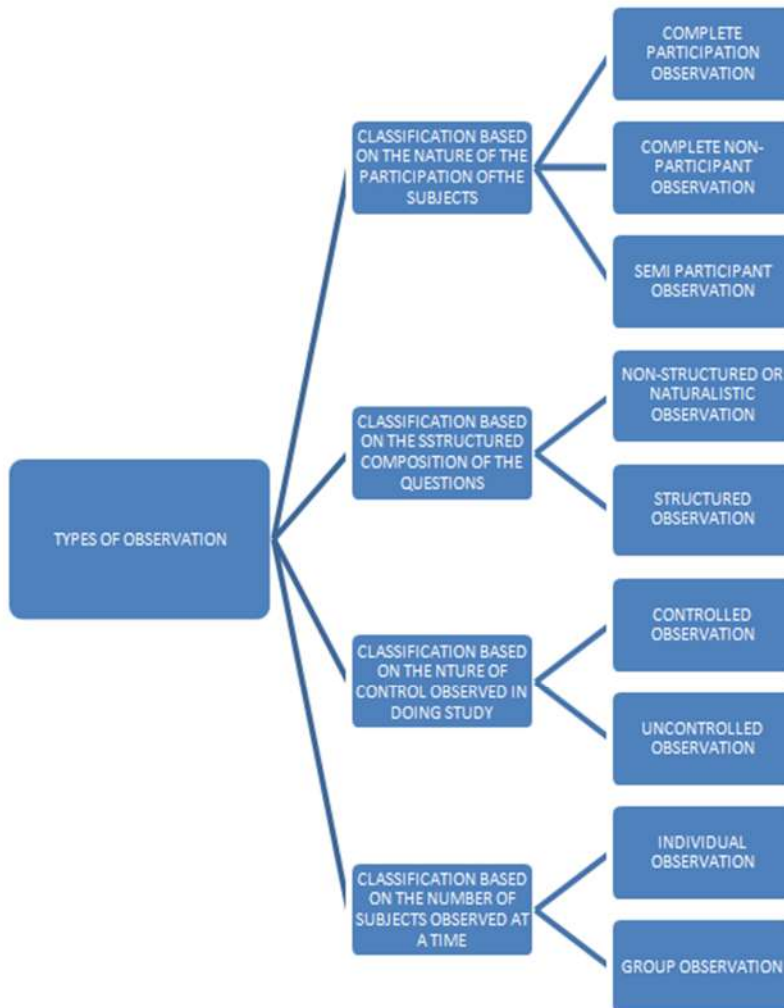 TYPES OF OBSERVATION
CLASSIFICATION BASED
ON THE NATURE OF THE
PARTICIPATION OFTHE
SUBJECTS
COMPLETE
PARTICIPATION
OBSERVATION
COMPLETE NON-
PARTICIPANT
OBSERVATION
SEMI PARTICIPANT
OBSERVATION
CLASSIFICATION BASED
ON THE SSTRUCTURED
COMPOSITION OF THE
QUESTIONS
NON-STRUCTURED OR
NATURALISTIC
OBSERVATION
STRUCTURED
OBSERVATION
CLASSIFICATION BASED
ON THE NTURE OF
CONTROL OBSERVED IN
DOING STUDY
CONTROLLED
OBSERVATION
UNCONTROLLED
OBSERVATION
CLASSIFICATION BASED
ON THE NUMBER OF
SUBJECTS OBSERVED AT
A TIME
INDIVIDUAL
OBSERVATION
GROUP OBSERVATION